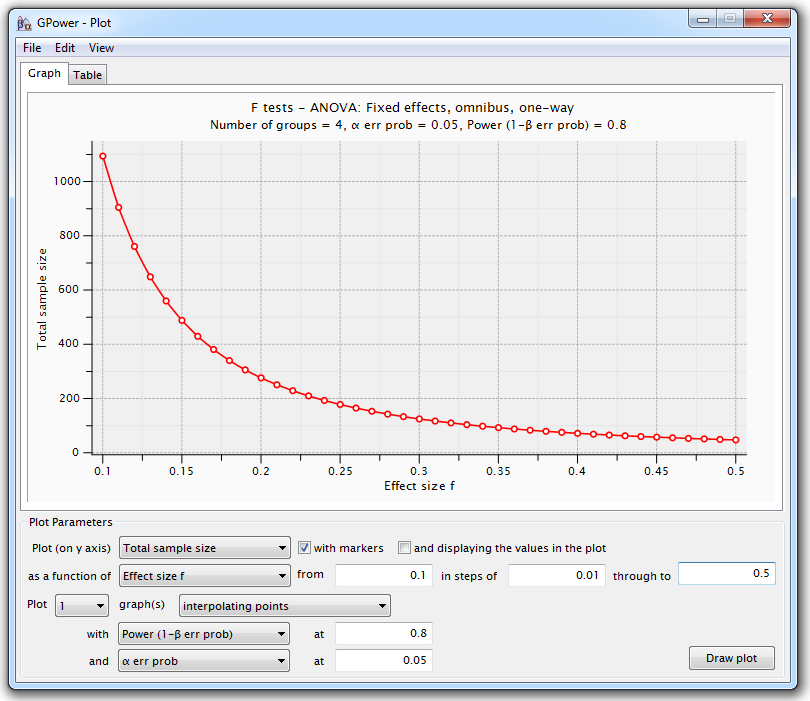 GPower - Plot
File Edit View
Graph Table
F tests – ANOVA: Fixed effects, omnibus, one-way
Number of groups = 4, α err prob = 0.05, Power (1-β err prob) = 0.8
Total sample size
1000
800
600
400
200
0
0.1 0.15 0.2 0.25 0.3 0.35 0.4 0.45 0.5
Effect size f
Plot Parameters
Plot (on y axis) Total sample size with markers and displaying the values in the plot
as a function of Effect size f from 0.1 in steps of 0.01 through to 0.5
Plot 1 graph(s) interpolating points
with Power (1-β err prob) at 0.8
and α err prob at 0.05
Draw plot